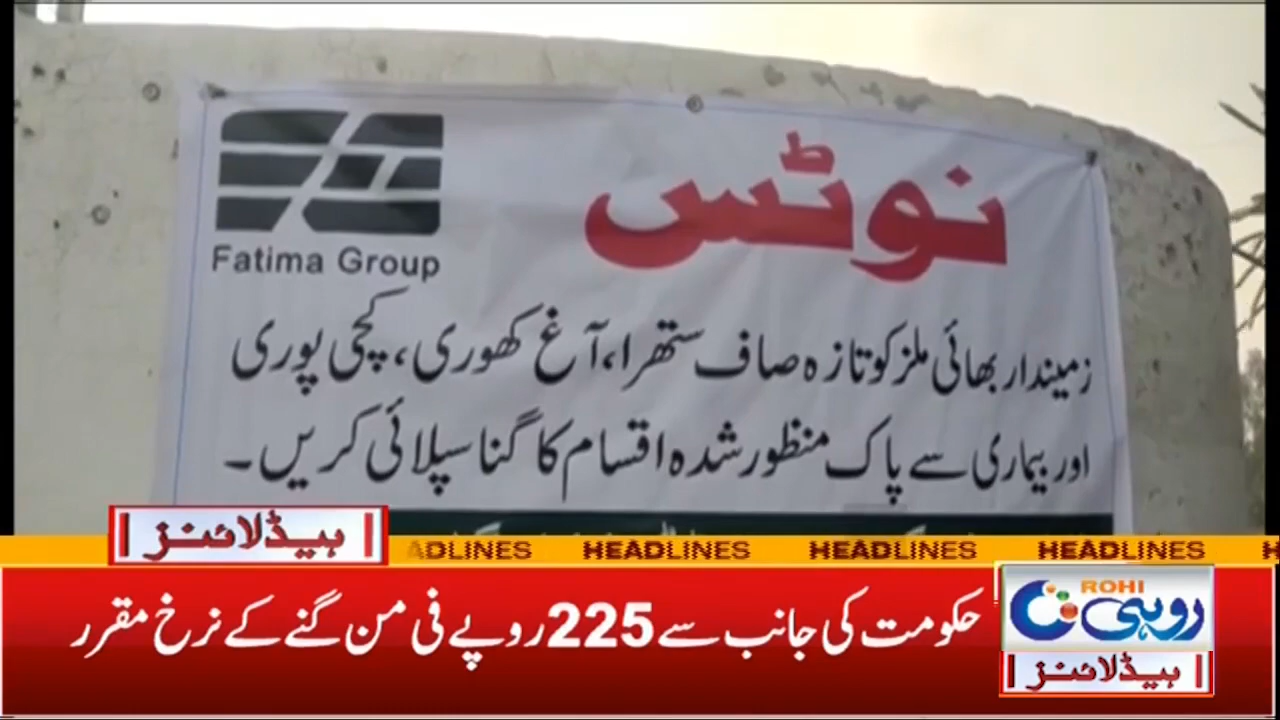 نوٹس
Fatima Group
زمیندار بھائی ملز کو تازہ صاف ستھرا، آغ کھوری، کچی پوری
اور بیماری سے پاک منظور شدہ اقسام کا گنا سپلائی کریں۔
ہیڈلائنز
ADLINES HEADLINES HEADLINES HEADLINES
حکومت کی جانب سے 225 روپے فی من گنے کے نرخ مقرر
ROHI
روہی
ہیڈلائنز